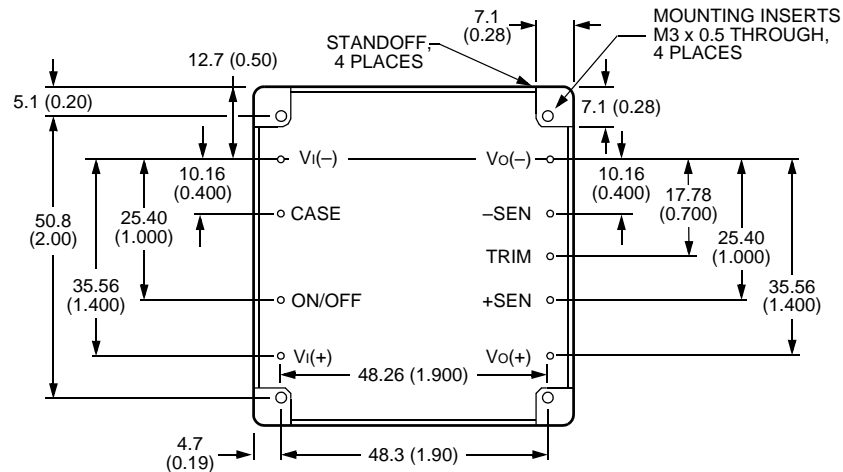 7.1
(0.28)
MOUNTING INSERTS
M3 x 0.5 THROUGH,
4 PLACES
STANDOFF,
4 PLACES
12.7 (0.50)
5.1 (0.20)
7.1 (0.28)
VI(–)
VO(–)
10.16
(0.400)
10.16
(0.400)
17.78
(0.700)
50.8
(2.00)
25.40
(1.000)
CASE
–SEN
25.40
(1.000)
TRIM
35.56
(1.400)
35.56
(1.400)
ON/OFF
+SEN
VI(+)
VO(+)
48.26 (1.900)
4.7
(0.19)
48.3 (1.90)